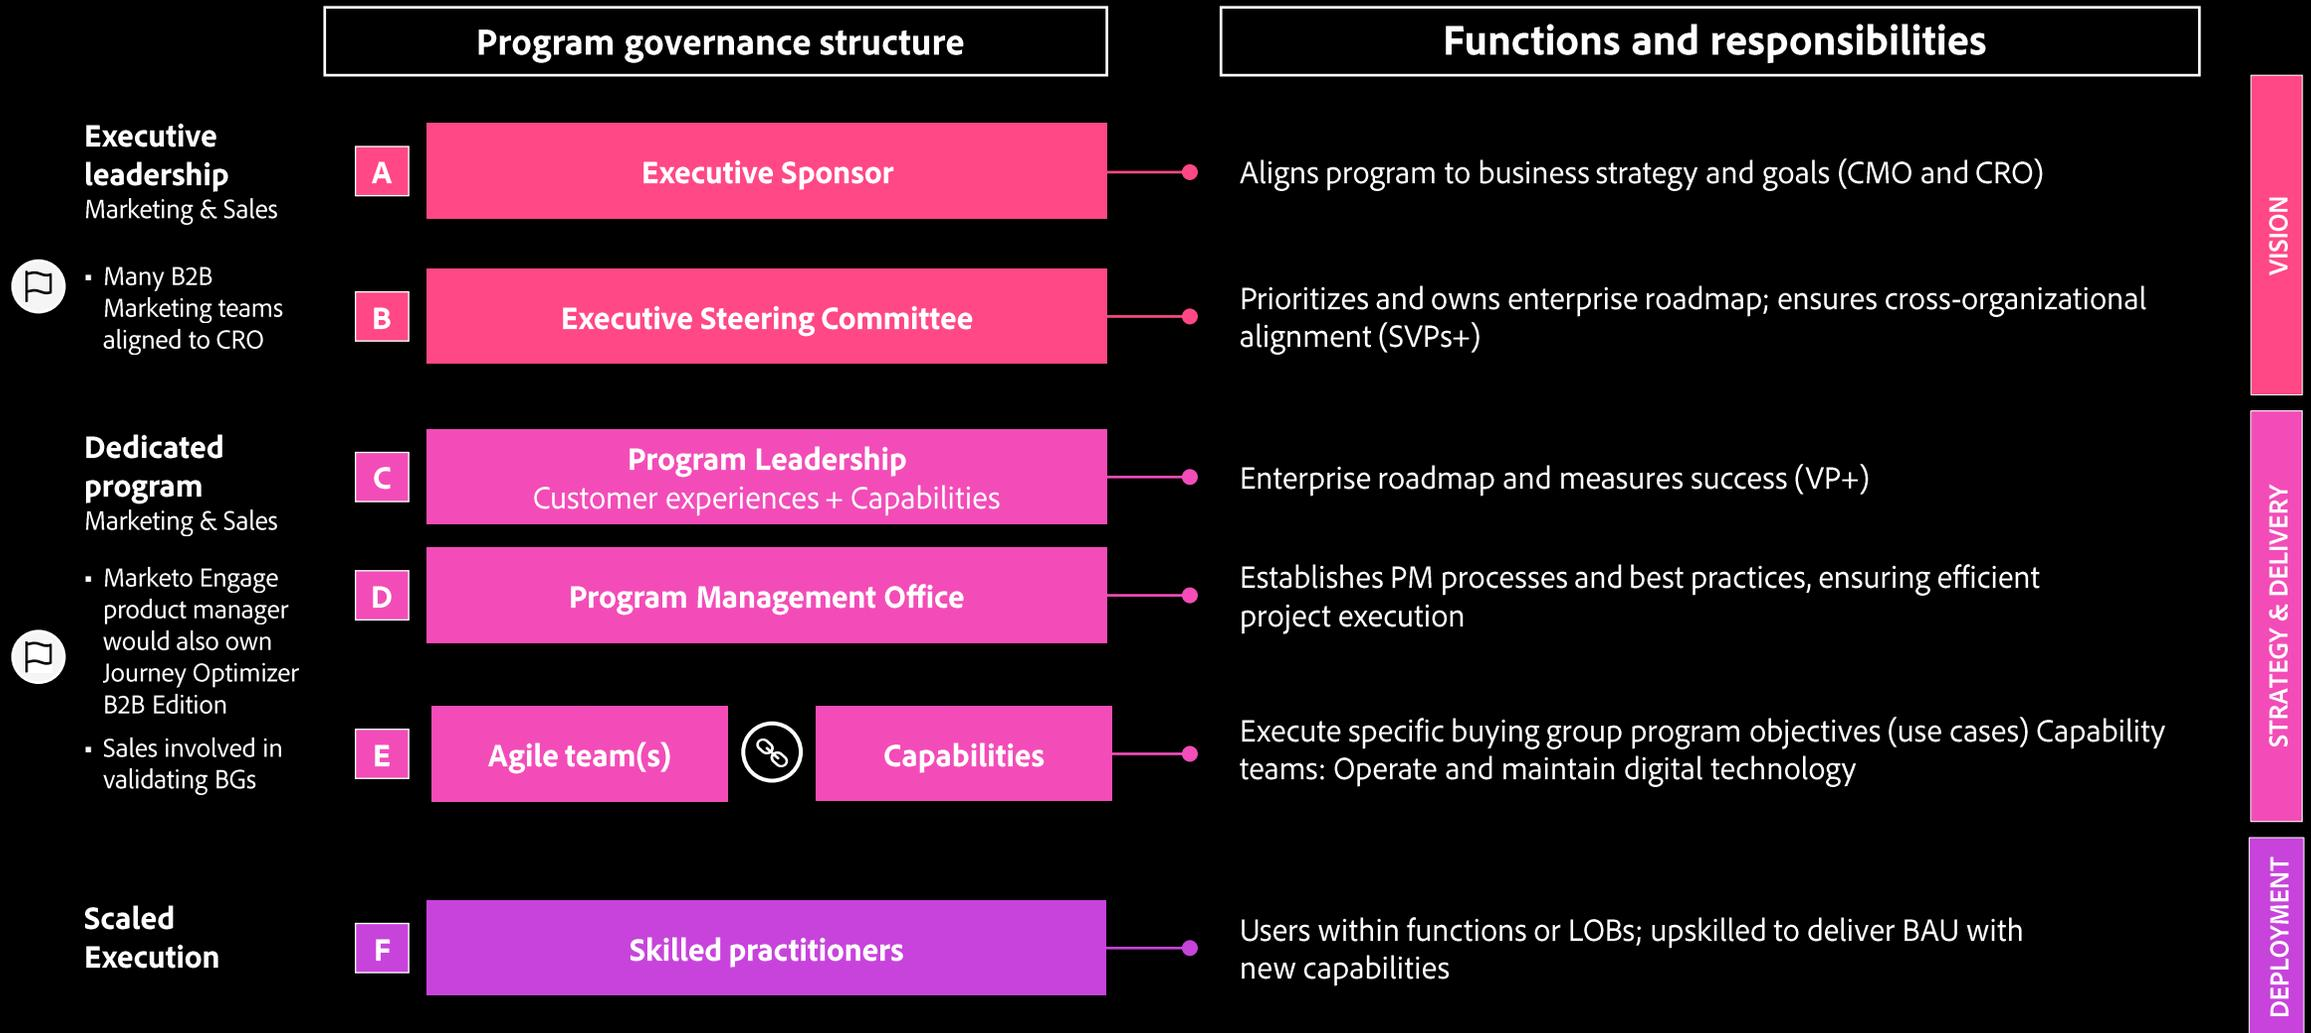 Program governance structure
Functions and responsibilities
Executive
leadership
Marketing & Sales
▪ Many B2B
Marketing teams
aligned to CRO
A
Executive Sponsor
Aligns program to business strategy and goals (CMO and CRO)
B
Executive Steering Committee
Prioritizes and owns enterprise roadmap; ensures cross-organizational
alignment (SVPs+)
VISION
Dedicated
program
Marketing & Sales
▪ Marketo Engage
product manager
would also own
Journey Optimizer
B2B Edition
▪ Sales involved in
validating BGs
C
Program Leadership
Customer experiences + Capabilities
Enterprise roadmap and measures success (VP+)
D
Program Management Office
Establishes PM processes and best practices, ensuring efficient
project execution
E
Agile team(s)
Capabilities
Execute specific buying group program objectives (use cases) Capability
teams: Operate and maintain digital technology
STRATEGY & DELIVERY
Scaled
Execution
F
Skilled practitioners
Users within functions or LOBs; upskilled to deliver BAU with
new capabilities
DEPLOYMENT